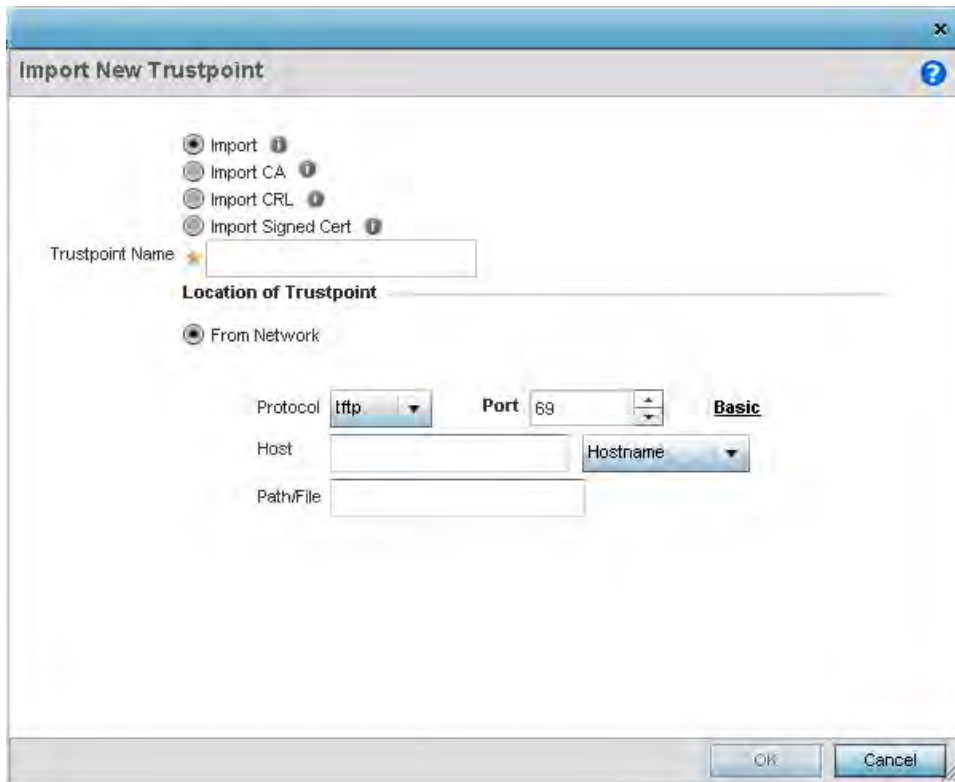 Import New Trustpoint
Import
Import CA
Import CRL
Import Signed Cert
Trustpoint Name
Location of Trustpoint
From Network
Protocol tftp Port 69 Basic
Host Hostname
Path/File
OK Cancel